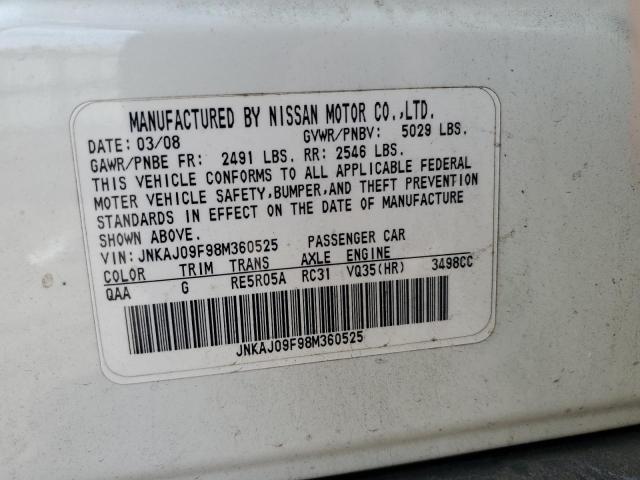 MANUFACTURED BY NISSAN MOTOR CO.,LTD.
DATE: 03/08 GVWR/PNBV: 5029 LBS.
GAWR/PNBE FR: 2491 LBS. RR: 2546 LBS.
THIS VEHICLE CONFORMS TO ALL APPLICABLE FEDERAL
MOTOR VEHICLE SAFETY,BUMPER,AND THEFT PREVENTION
STANDARDS IN EFFECT ON THE DATE OF MANUFACTURE
SHOWN ABOVE.
VIN:JNKAJ09F98M360525 PASSENGER CAR
COLOR TRIM TRANS AXLE ENGINE
QAA G RE5R05A RC31 VQ35(HR) 3498CC
JNKAJ09F98M360525